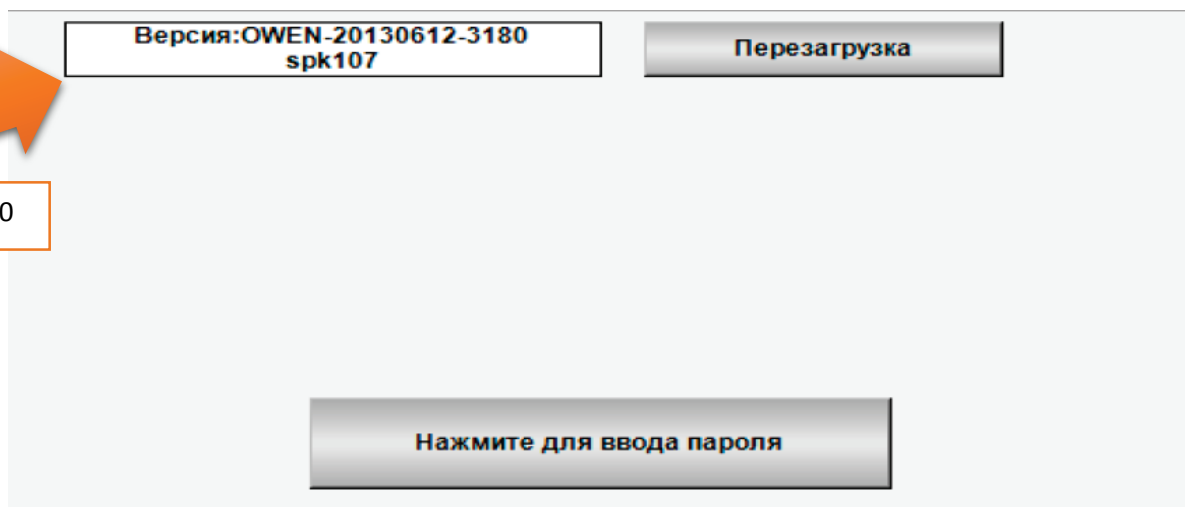 Версия:OWEN-20130612-3180
spk107
Перезагрузка
0
Нажмите для ввода пароля